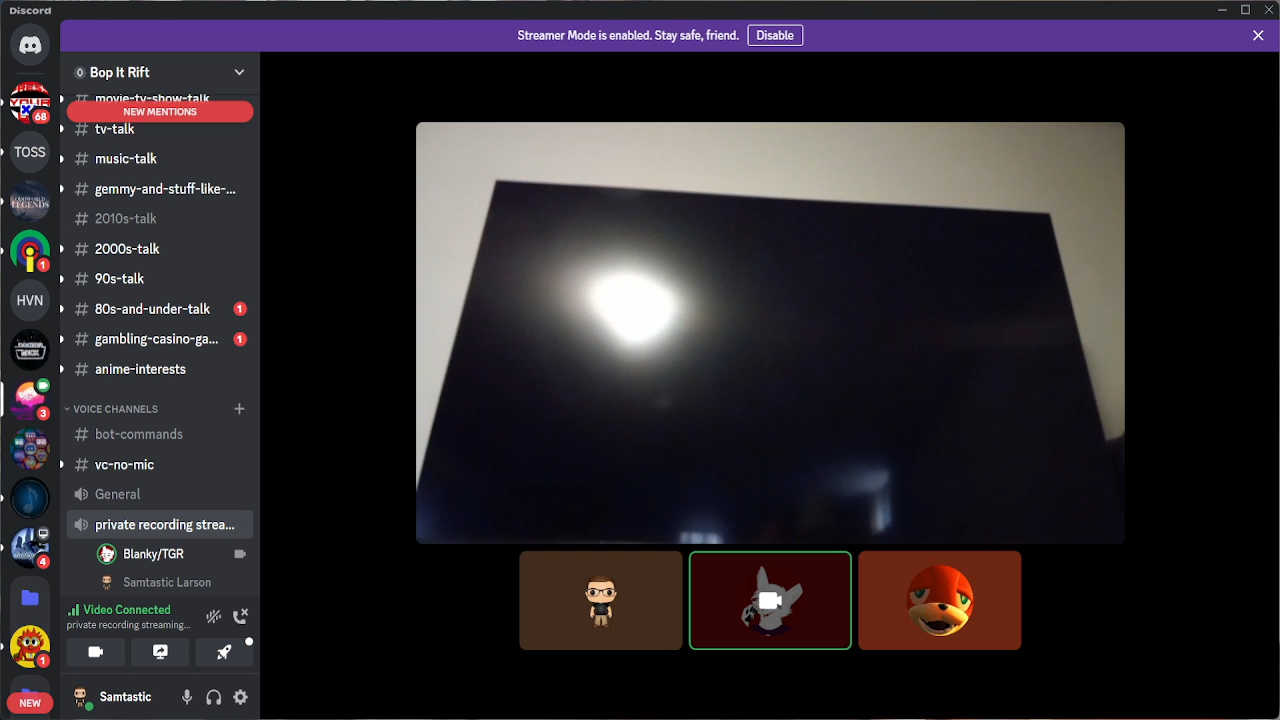 Discord
Streamer Mode is enabled. Stay safe, friend.
Disable
Bop It Rift
movie-tv-show-talk
NEW MENTIONS
68
tv-talk
TOSS
music-talk
gemmy-and-stuff-like-...
LEGENDS
2010s-talk
2000s-talk
1
90s-talk
HVN
80s-and-under-talk
1
gambling-casino-ga...
1
anime-interests
3
VOICE CHANNELS
bot-commands
vc-no-mic
General
private recording strea...
Blanky/TGR
4
Samtastic Larson
Video Connected
private recording streaming...
1
NEW
Samtastic